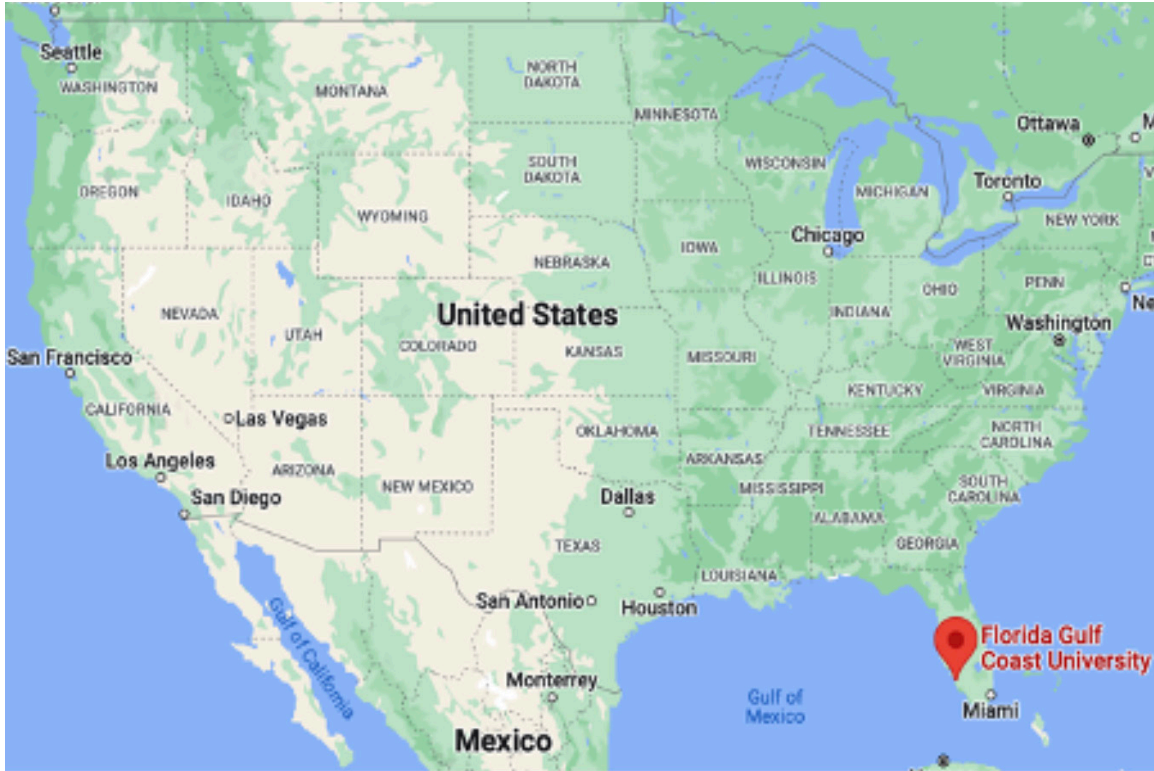 Seattle
WASHINGTON
MONTANA
NORTH
DAKOTA
MINNESOTA
Ottawa
OREGON
IDAHO
WYOMING
SOUTH
DAKOTA
WISCONSIN
MICHIGAN
Toronto
NEW YORK
IOWA
Chicago
NEBRASKA
ILLINOIS
INDIANA
OHIO
PENN
Ne
NEVADA
UTAH
COLORADO
United States
KANSAS
MISSOURI
Washington
WEST
VIRGINIA
San Francisco
CALIFORNIA
KENTUCKY
VIRGINIA
Las Vegas
OKLAHOMA
TENNESSEE
NORTH
CAROLINA
Los Angeles
ARIZONA
NEW MEXICO
ARKANSAS
MISSISSIPPI
SOUTH
CAROLINA
San Diego
Dallas
ALABAMA
GEORGIA
TEXAS
LOUISIANA
San Antonio
Houston
Gulf of California
Florida Gulf
Coast University
Monterrey
Gulf of
Mexico
Miami
Mexico